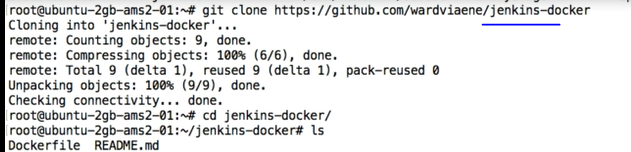 root@ubuntu-2gb-ams2-01:~# git clone https://github.com/wardviaene/jenkins-docker
Cloning into 'jenkins-docker'...
remote: Counting objects: 9, done.
remote: Compressing objects: 100% (6/6), done.
remote: Total 9 (delta 1), reused 9 (delta 1), pack-reused 0
Unpacking objects: 100% (9/9), done.
Checking connectivity... done.
root@ubuntu-2gb-ams2-01:~# cd jenkins-docker/
root@ubuntu-2gb-ams2-01:~/jenkins-docker# ls
Dockerfile  README.md